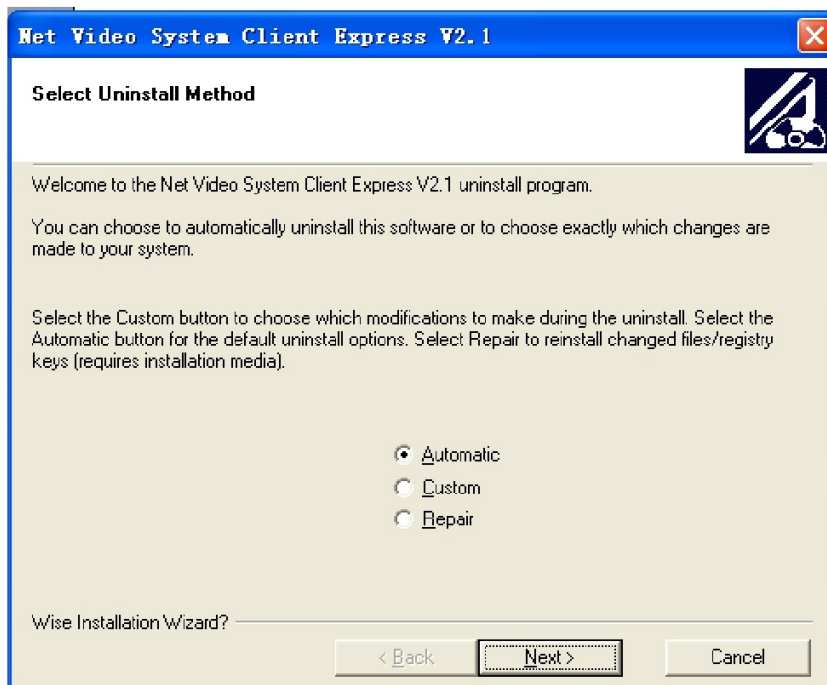 Net Video System Client Express V2.1
Select Uninstall Method
Welcome to the Net Video System Client Express V2.1 uninstall program.
You can choose to automatically uninstall this software or to choose exactly which changes are
made to your system.
Select the Custom button to choose which modifications to make during the uninstall. Select the
Automatic button for the default uninstall options. Select Repair to reinstall changed files/registry
keys (requires installation media).
Automatic
Custom
Repair
Wise Installation Wizard?
< Back
Next >
Cancel